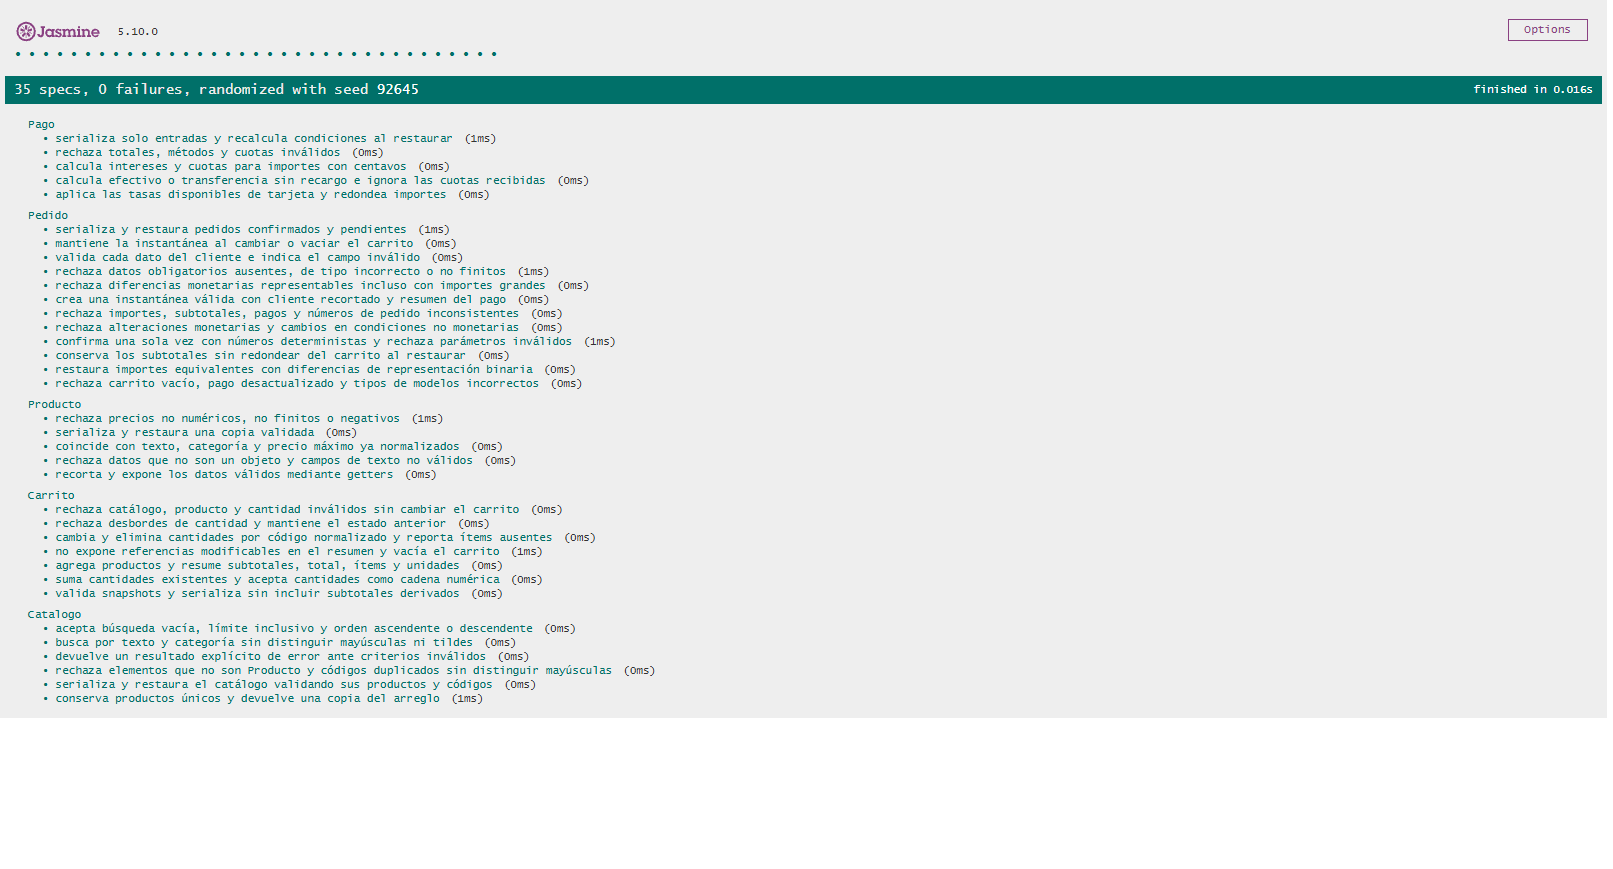 Jasmine 5.10.0
Options
• • • • • • • • • • • • • • • • • • • • • • • • • • • • • • • • • • •
35 specs, 0 failures, randomized with seed 92645
finished in 0.016s
Pago
• serializa solo entradas y recalcula condiciones al restaurar (1ms)
• rechaza totales, métodos y cuotas inválidos (0ms)
• calcula intereses y cuotas para importes con centavos (0ms)
• calcula efectivo o transferencia sin recargo e ignora las cuotas recibidas (0ms)
• aplica las tasas disponibles de tarjeta y redondea importes (0ms)
Pedido
• serializa y restaura pedidos confirmados y pendientes (1ms)
• mantiene la instantánea al cambiar o vaciar el carrito (0ms)
• valida cada dato del cliente e indica el campo inválido (0ms)
• rechaza datos obligatorios ausentes, de tipo incorrecto o no finitos (1ms)
• rechaza diferencias monetarias representables incluso con importes grandes (0ms)
• crea una instantánea válida con cliente recortado y resumen del pago (0ms)
• rechaza importes, subtotales, pagos y números de pedido inconsistentes (0ms)
• rechaza alteraciones monetarias y cambios en condiciones no monetarias (0ms)
• confirma una sola vez con números deterministas y rechaza parámetros inválidos (1ms)
• conserva los subtotales sin redondear del carrito al restaurar (0ms)
• restaura importes equivalentes con diferencias de representación binaria (0ms)
• rechaza carrito vacío, pago desactualizado y tipos de modelos incorrectos (0ms)
Producto
• rechaza precios no numéricos, no finitos o negativos (1ms)
• serializa y restaura una copia validada (0ms)
• coincide con texto, categoría y precio máximo ya normalizados (0ms)
• rechaza datos que no son un objeto y campos de texto no válidos (0ms)
• recorta y expone los datos válidos mediante getters (0ms)
Carrito
• rechaza catálogo, producto y cantidad inválidos sin cambiar el carrito (0ms)
• rechaza desbordes de cantidad y mantiene el estado anterior (0ms)
• cambia y elimina cantidades por código normalizado y reporta ítems ausentes (0ms)
• no expone referencias modificables en el resumen y vacía el carrito (1ms)
• agrega productos y resume subtotales, total, ítems y unidades (0ms)
• suma cantidades existentes y acepta cantidades como cadena numérica (0ms)
• valida snapshots y serializa sin incluir subtotales derivados (0ms)
Catalogo
• acepta búsqueda vacía, límite inclusivo y orden ascendente o descendente (0ms)
• busca por texto y categoría sin distinguir mayúsculas ni tildes (0ms)
• devuelve un resultado explícito de error ante criterios inválidos (0ms)
• rechaza elementos que no son Producto y códigos duplicados sin distinguir mayúsculas (0ms)
• serializa y restaura el catálogo validando sus productos y códigos (0ms)
• conserva productos únicos y devuelve una copia del arreglo (1ms)